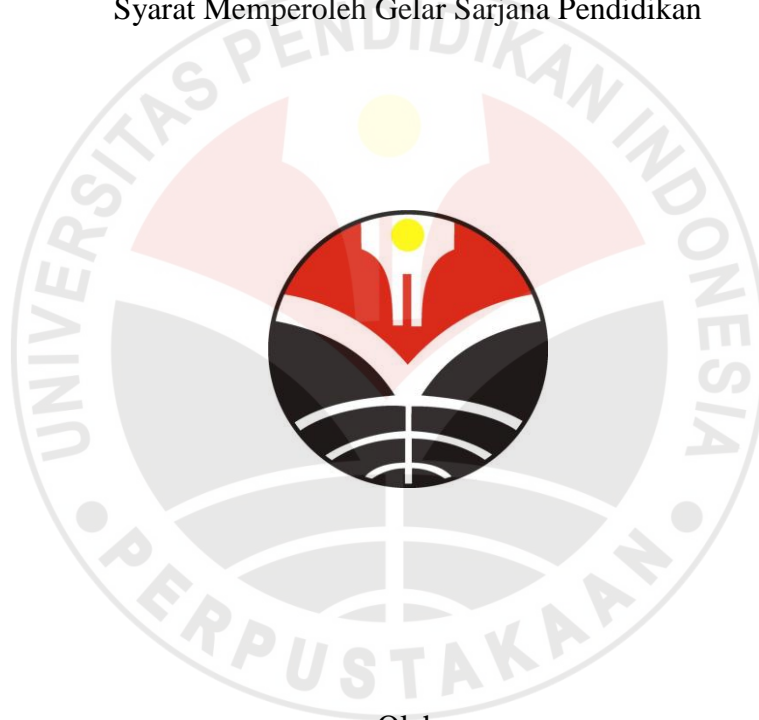 Syarat Memperoleh Gelar Sarjana Pendidikan
UNIVERSITAS PENDIDIKAN INDONESIA
PERPUSTAKAAN
Oleh